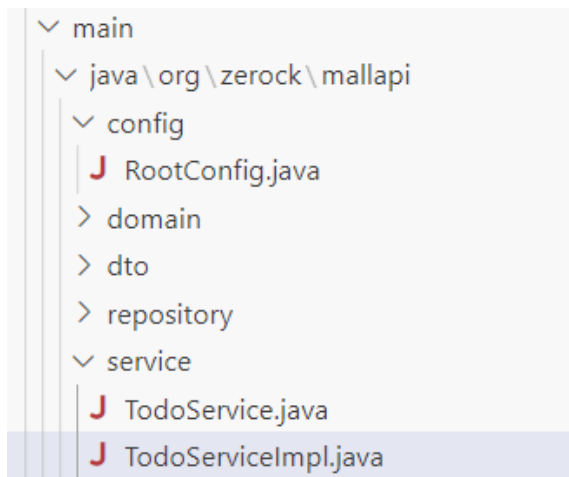 main
java\org\zerock\mallapi
config
J RootConfig.java
domain
dto
repository
service
J TodoService.java
J TodoServiceImpl.java